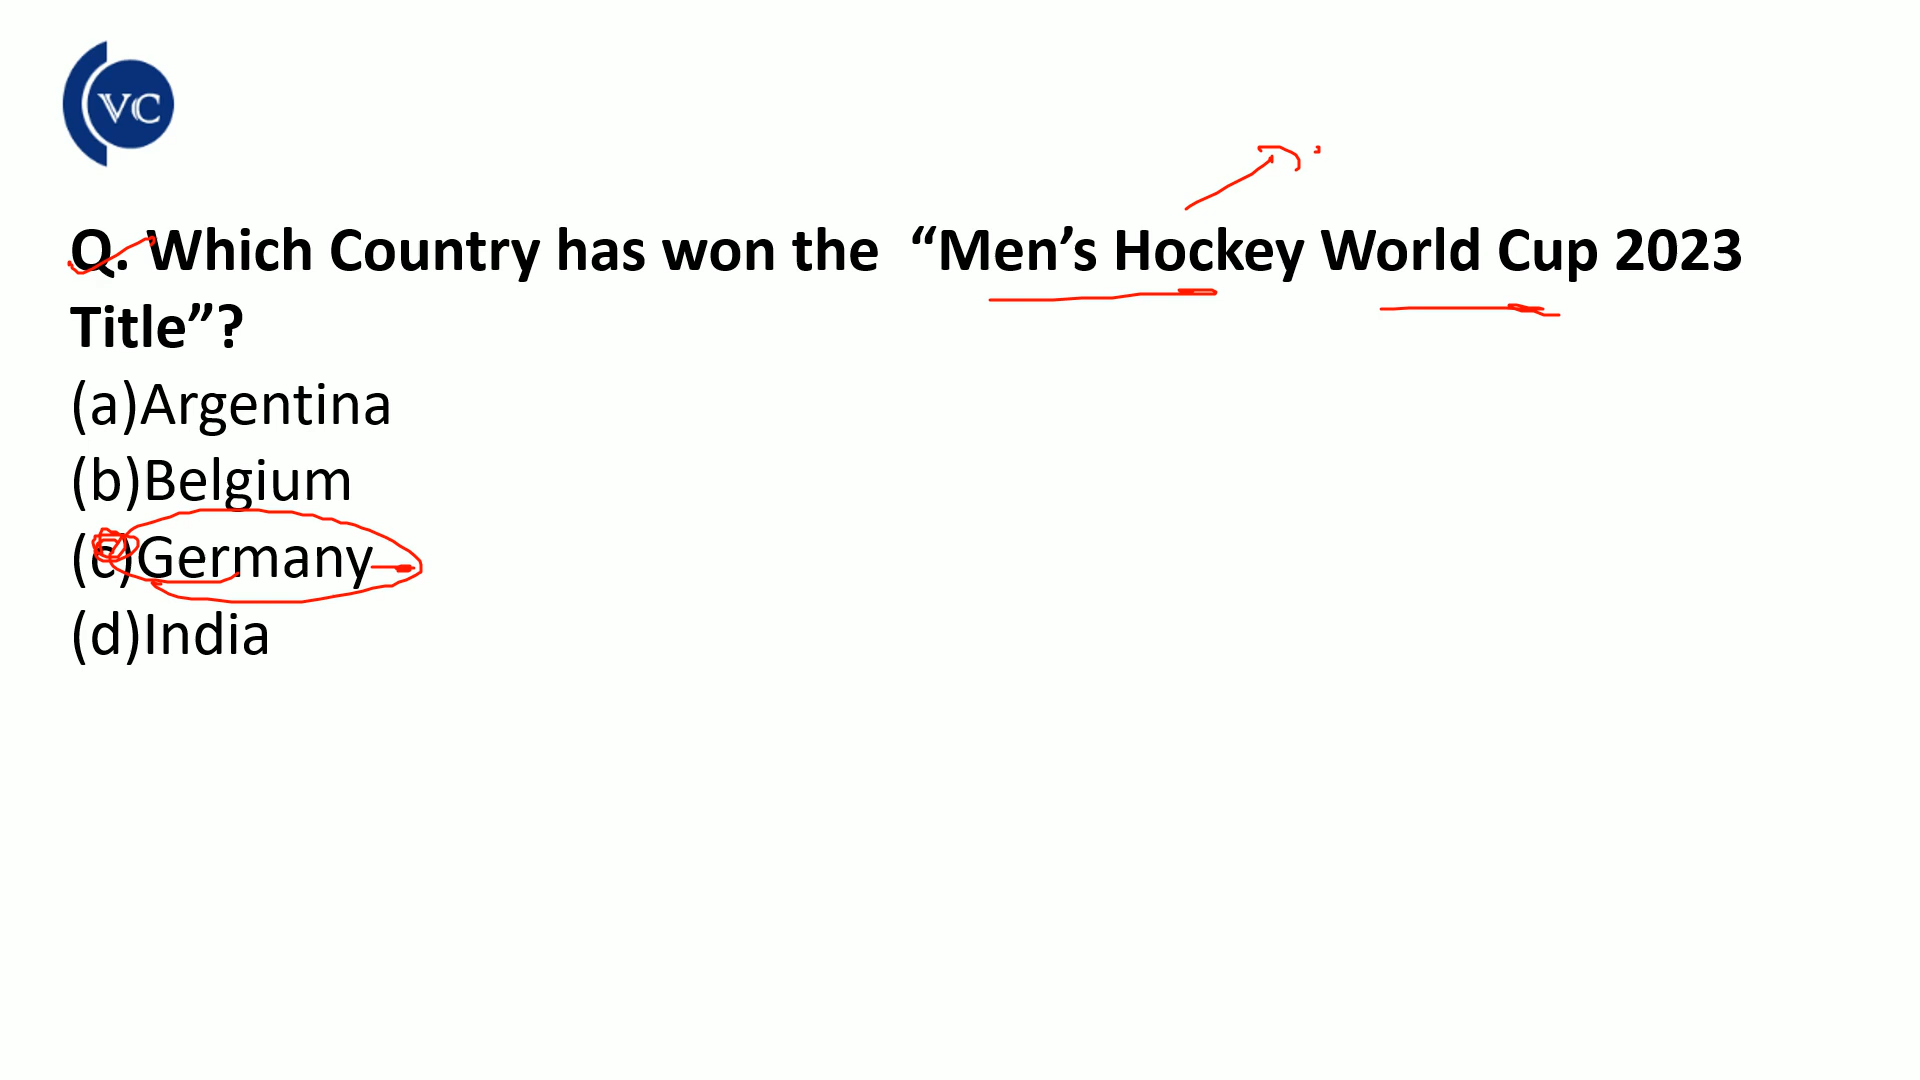 VC
Q. Which Country has won the “Men’s Hockey World Cup 2023
Title”?
(a)Argentina
(b)Belgium
(c)Germany
(d)India